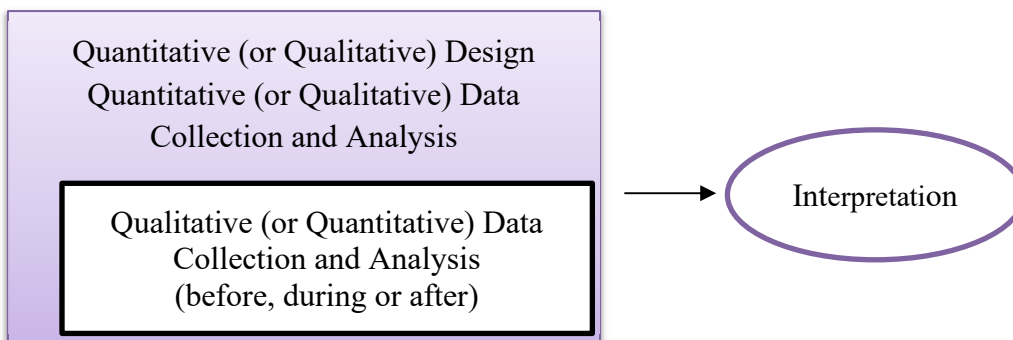 Quantitative (or Qualitative) Design
Quantitative (or Qualitative) Data
Collection and Analysis
Qualitative (or Quantitative) Data
Collection and Analysis
(before, during or after)
Interpretation